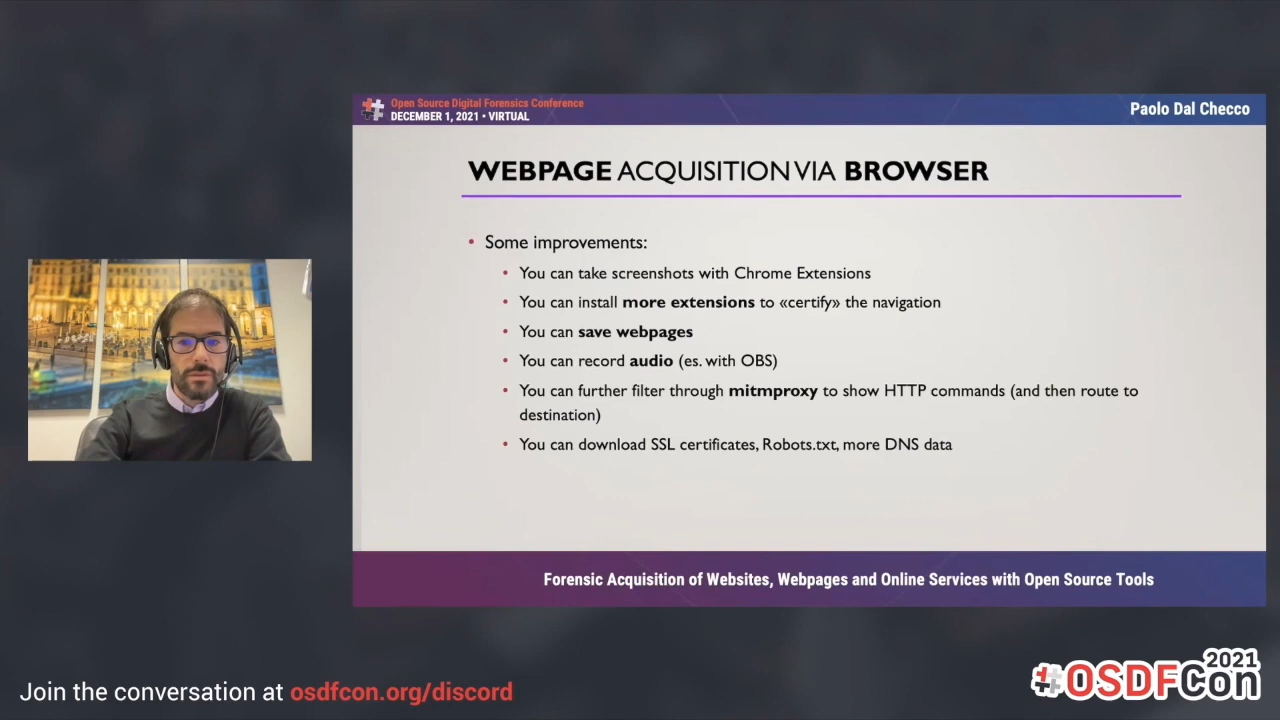 Open Source Digital Forensics Conference
DECEMBER 1, 2021 • VIRTUAL
Paolo Dal Checco
WEBPAGE ACQUISITION VIA BROWSER
• Some improvements:
• You can take screenshots with Chrome Extensions
• You can install more extensions to «certify» the navigation
• You can save webpages
• You can record audio (es. with OBS)
• You can further filter through mitmproxy to show HTTP commands (and then route to
destination)
• You can download SSL certificates, Robots.txt, more DNS data
Forensic Acquisition of Websites, Webpages and Online Services with Open Source Tools
Join the conversation at osdfcon.org/discord
2021
#OSDFCon